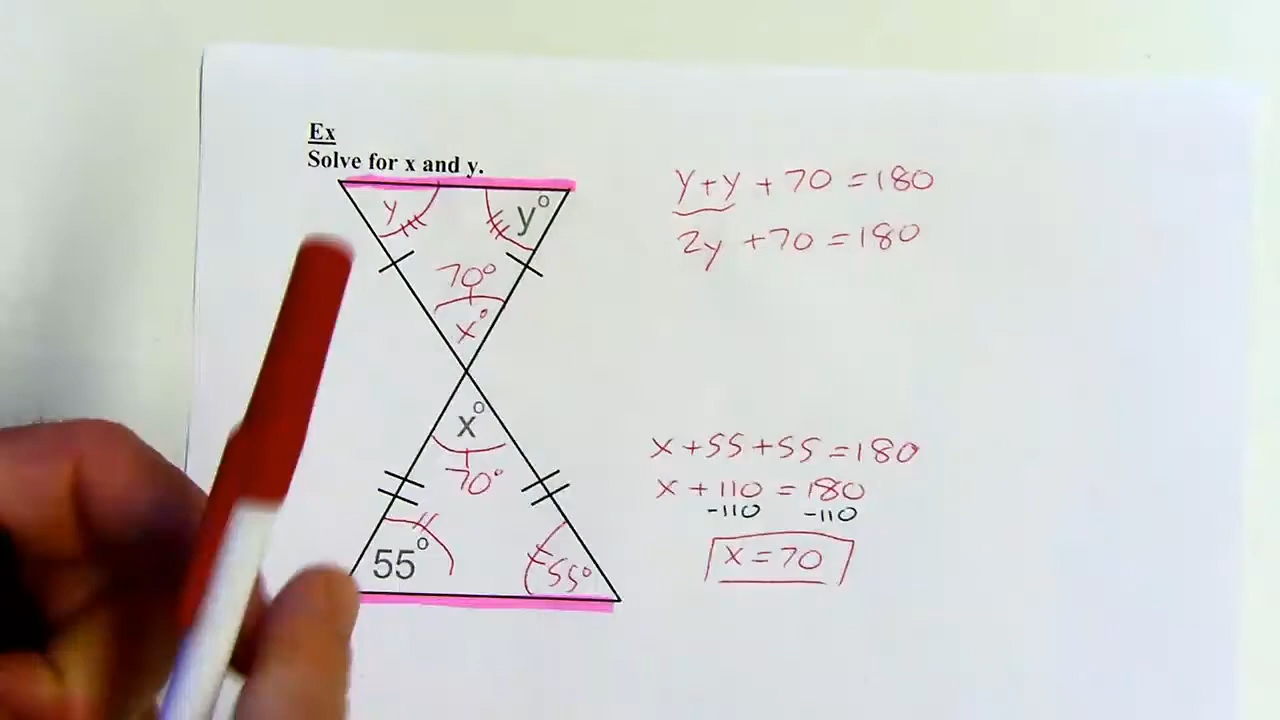 Ex
Solve for x and y.
y y°
70°
x°
x°
70°
55° 55°
y + y + 70 = 180
2y + 70 = 180
x + 55 + 55 = 180
x + 110 = 180
-110 -110
x = 70